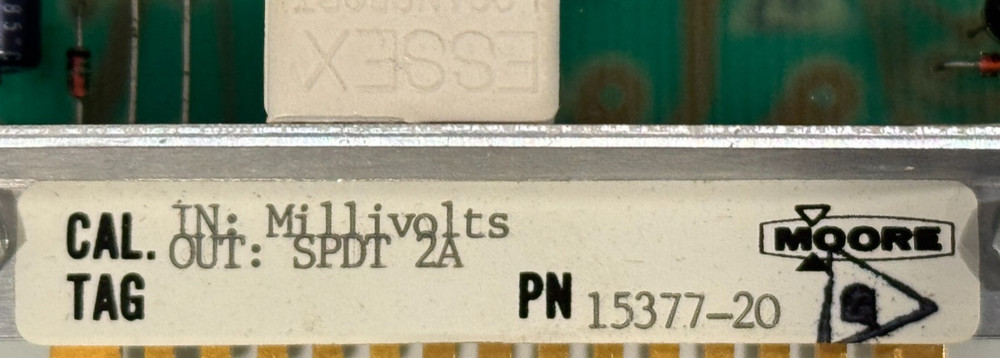 ESSEX
CAL. IN: Millivolts
OUT: SPDT 2A
TAG
PN 15377-20
MOORE